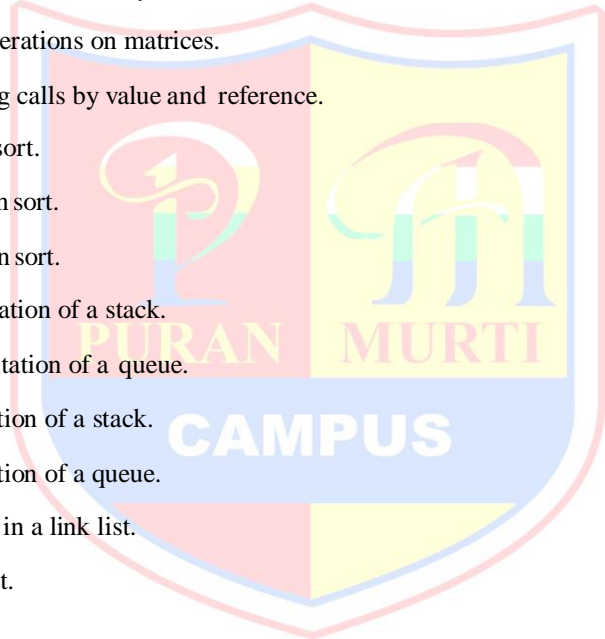 erations on matrices.
g calls by value and reference.
sort.
n sort.
n sort.
ation of a stack.
tation of a queue.
tion of a stack.
tion of a queue.
in a link list.
t.
PURAN MURTI
CAMPUS